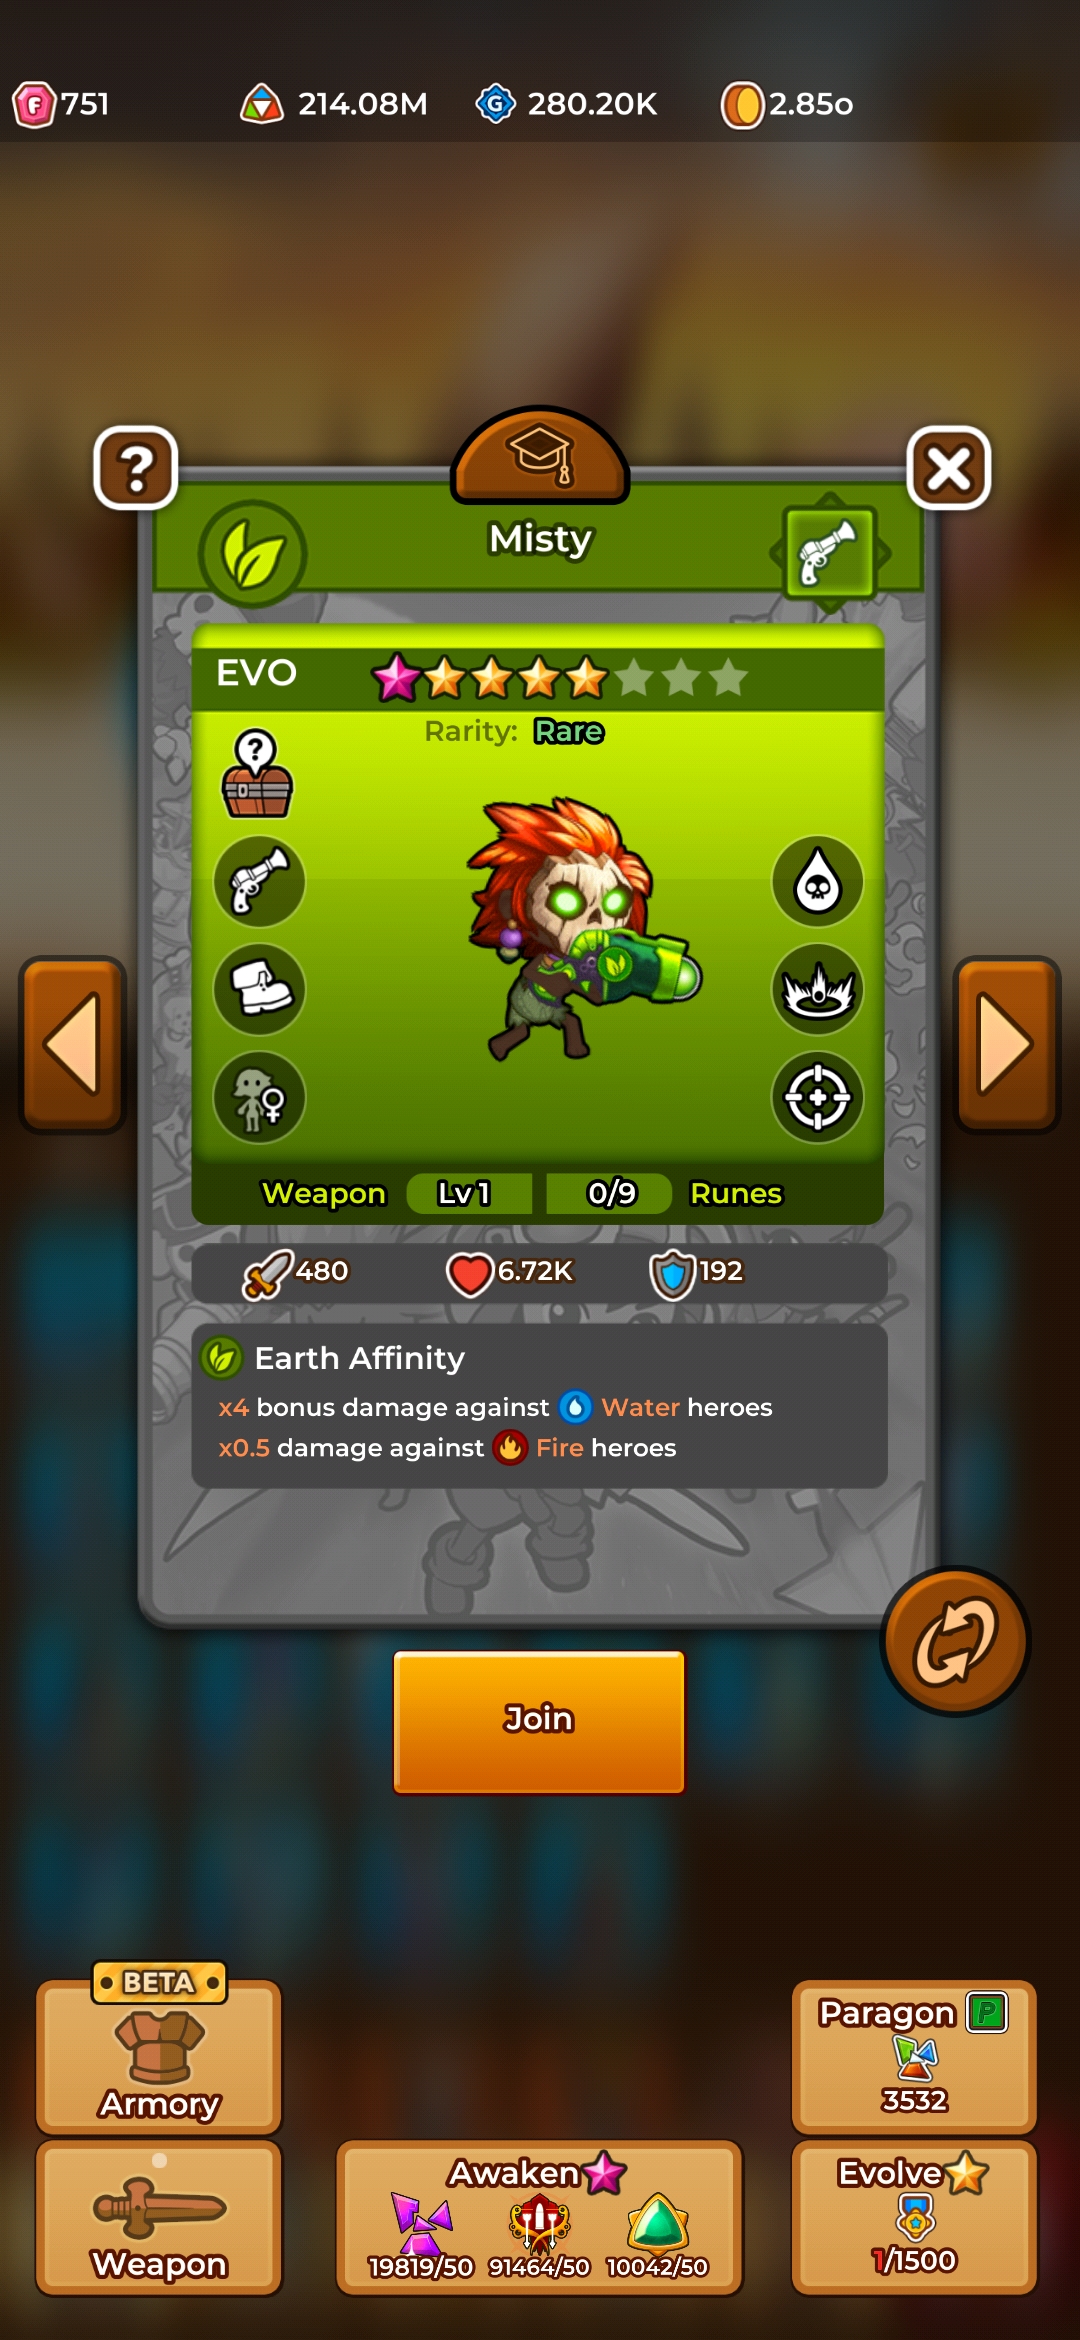 F 751 214.08M G 280.20K 2.85o
?
Misty
EVO
Rarity: Rare
?
Weapon Lv 1 0/9 Runes
480 6.72K 192
Earth Affinity
x4 bonus damage against Water heroes
x0.5 damage against Fire heroes
Join
BETA
Armory
Paragon P
3532
Weapon
Awaken
19819/50 91464/50 10042/50
Evolve
1/1500